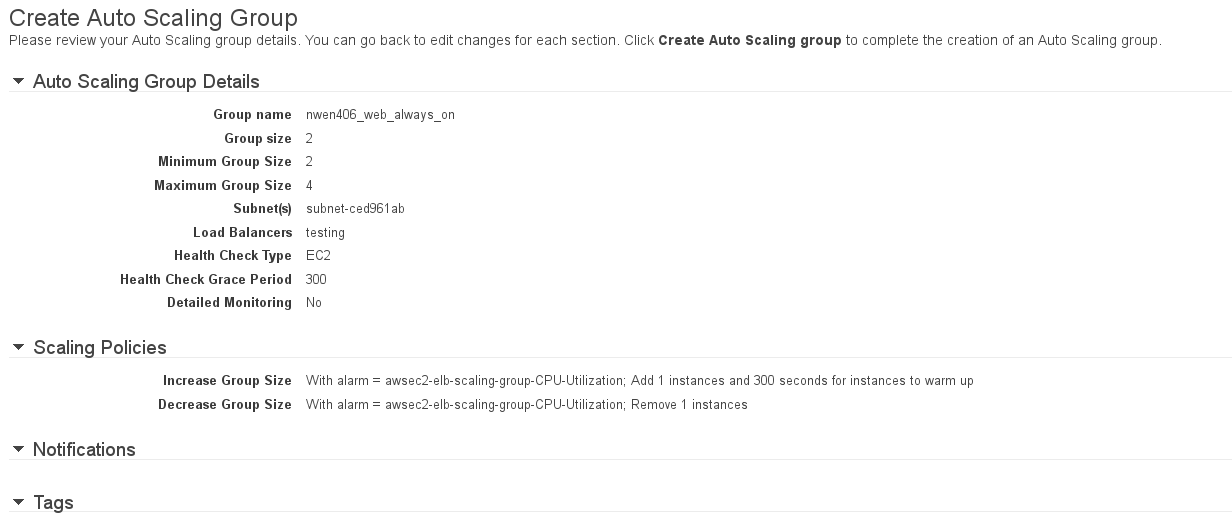 Create Auto Scaling Group
Please review your Auto Scaling group details. You can go back to edit changes for each section. Click Create Auto Scaling group to complete the creation of an Auto Scaling group.
Auto Scaling Group Details
Group name nwen406_web_always_on
Group size 2
Minimum Group Size 2
Maximum Group Size 4
Subnet(s) subnet-ced961ab
Load Balancers testing
Health Check Type EC2
Health Check Grace Period 300
Detailed Monitoring No
Scaling Policies
Increase Group Size With alarm = awsec2-elb-scaling-group-CPU-Utilization; Add 1 instances and 300 seconds for instances to warm up
Decrease Group Size With alarm = awsec2-elb-scaling-group-CPU-Utilization; Remove 1 instances
Notifications
Tags